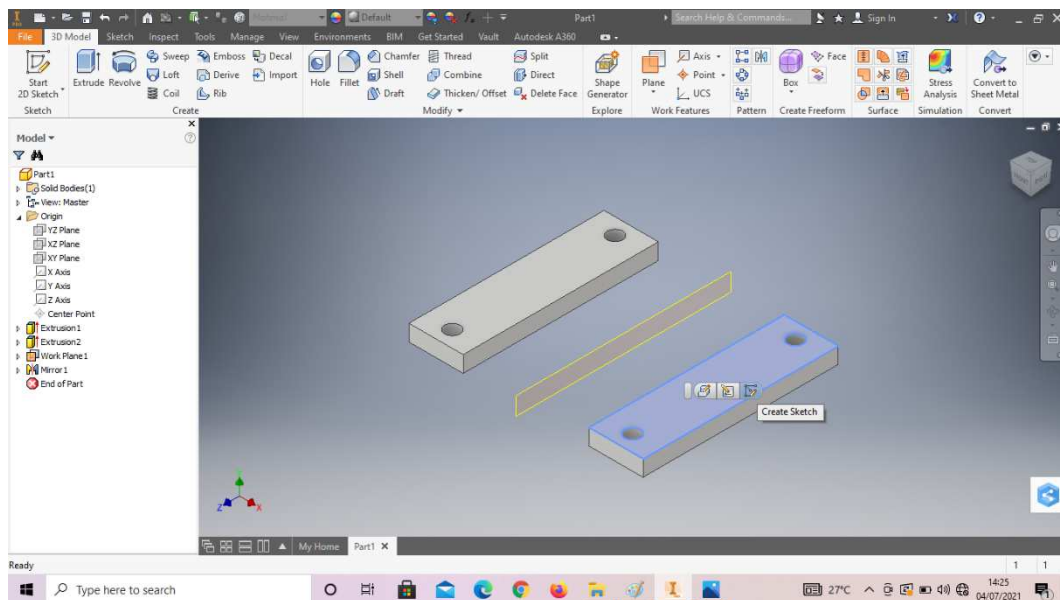 Material
Default
Part1
Search Help & Commands...
Sign In
File 3D Model Sketch Inspect Tools Manage View Environments BIM Get Started Vault Autodesk A360
Start
2D Sketch
Extrude Revolve
Sweep Emboss Decal
Loft Derive Import
Coil Rib
Hole Fillet
Chamfer Thread Split
Shell Combine Direct
Draft Thicken/ Offset Delete Face
Shape
Generator
Plane
Axis
Point
UCS
Box
Face
Stress
Analysis
Convert to
Sheet Metal
Sketch Create Modify Explore Work Features Pattern Create Freeform Surface Simulation Convert
Model
Part1
Solid Bodies(1)
View: Master
Origin
YZ Plane
XZ Plane
XY Plane
X Axis
Y Axis
Z Axis
Center Point
Extrusion1
Extrusion2
Work Plane1
Mirror1
End of Part
Create Sketch
Z
X
My Home Part1
Ready
1 1
Type here to search
27°C
14:25
04/07/2021